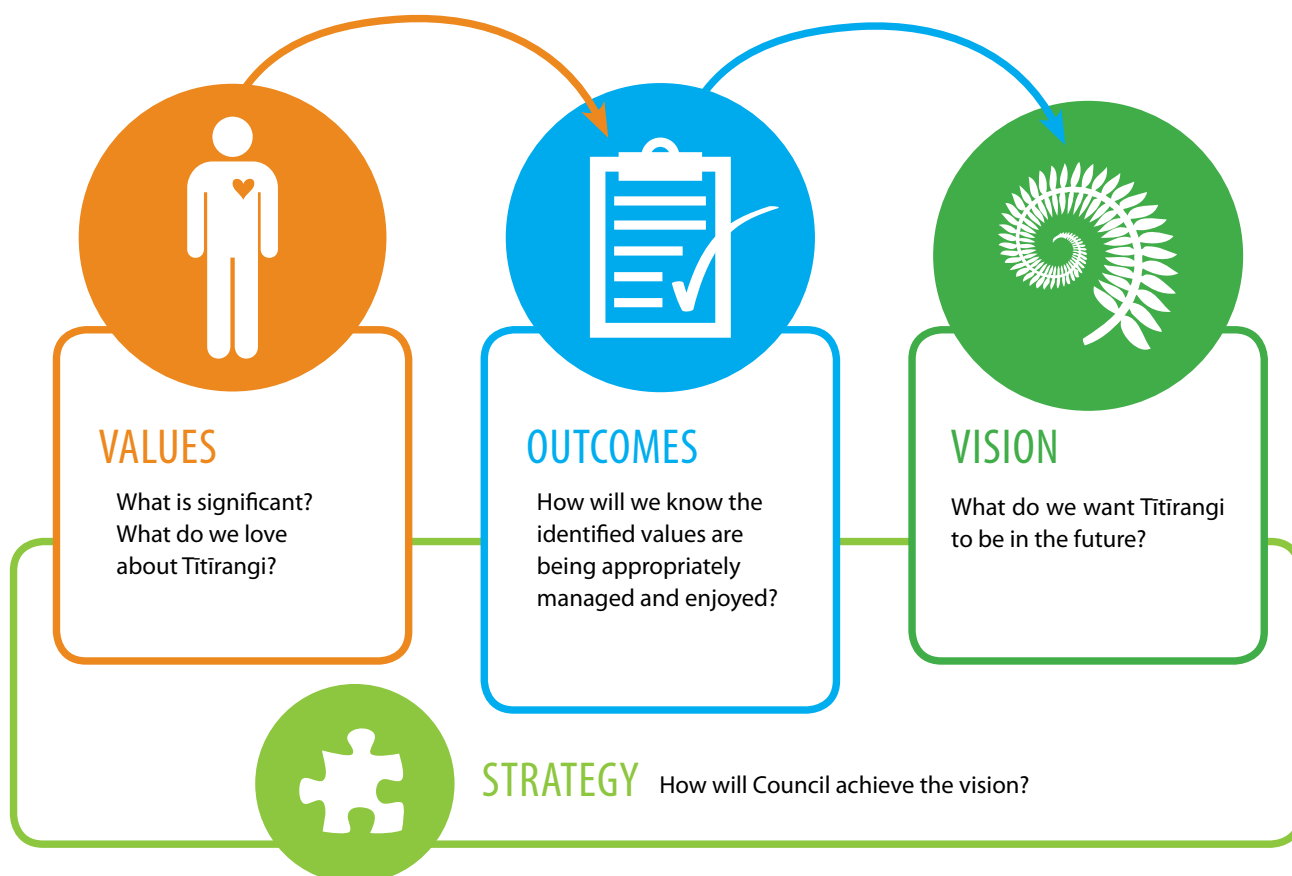 VALUES
What is significant?
What do we love
about Tītīrangi?
OUTCOMES
How will we know the
identified values are
being appropriately
managed and enjoyed?
VISION
What do we want Tītīrangi
to be in the future?
STRATEGY How will Council achieve the vision?